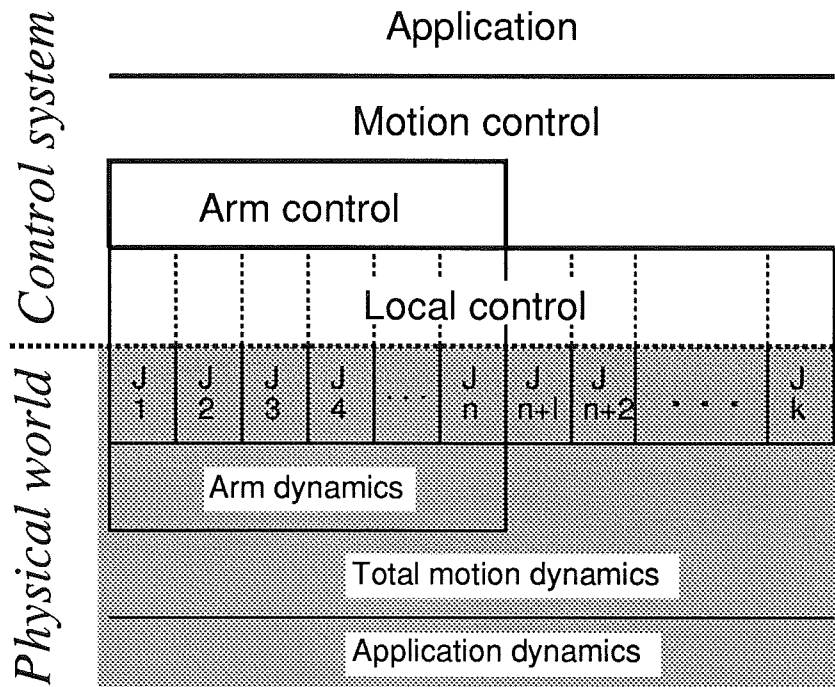 Control system
Application
Motion control
Arm control
Local control
Physical world
J 1
J 2
J 3
J 4
...
J n
J n+1
J n+2
...
J k
Arm dynamics
Total motion dynamics
Application dynamics